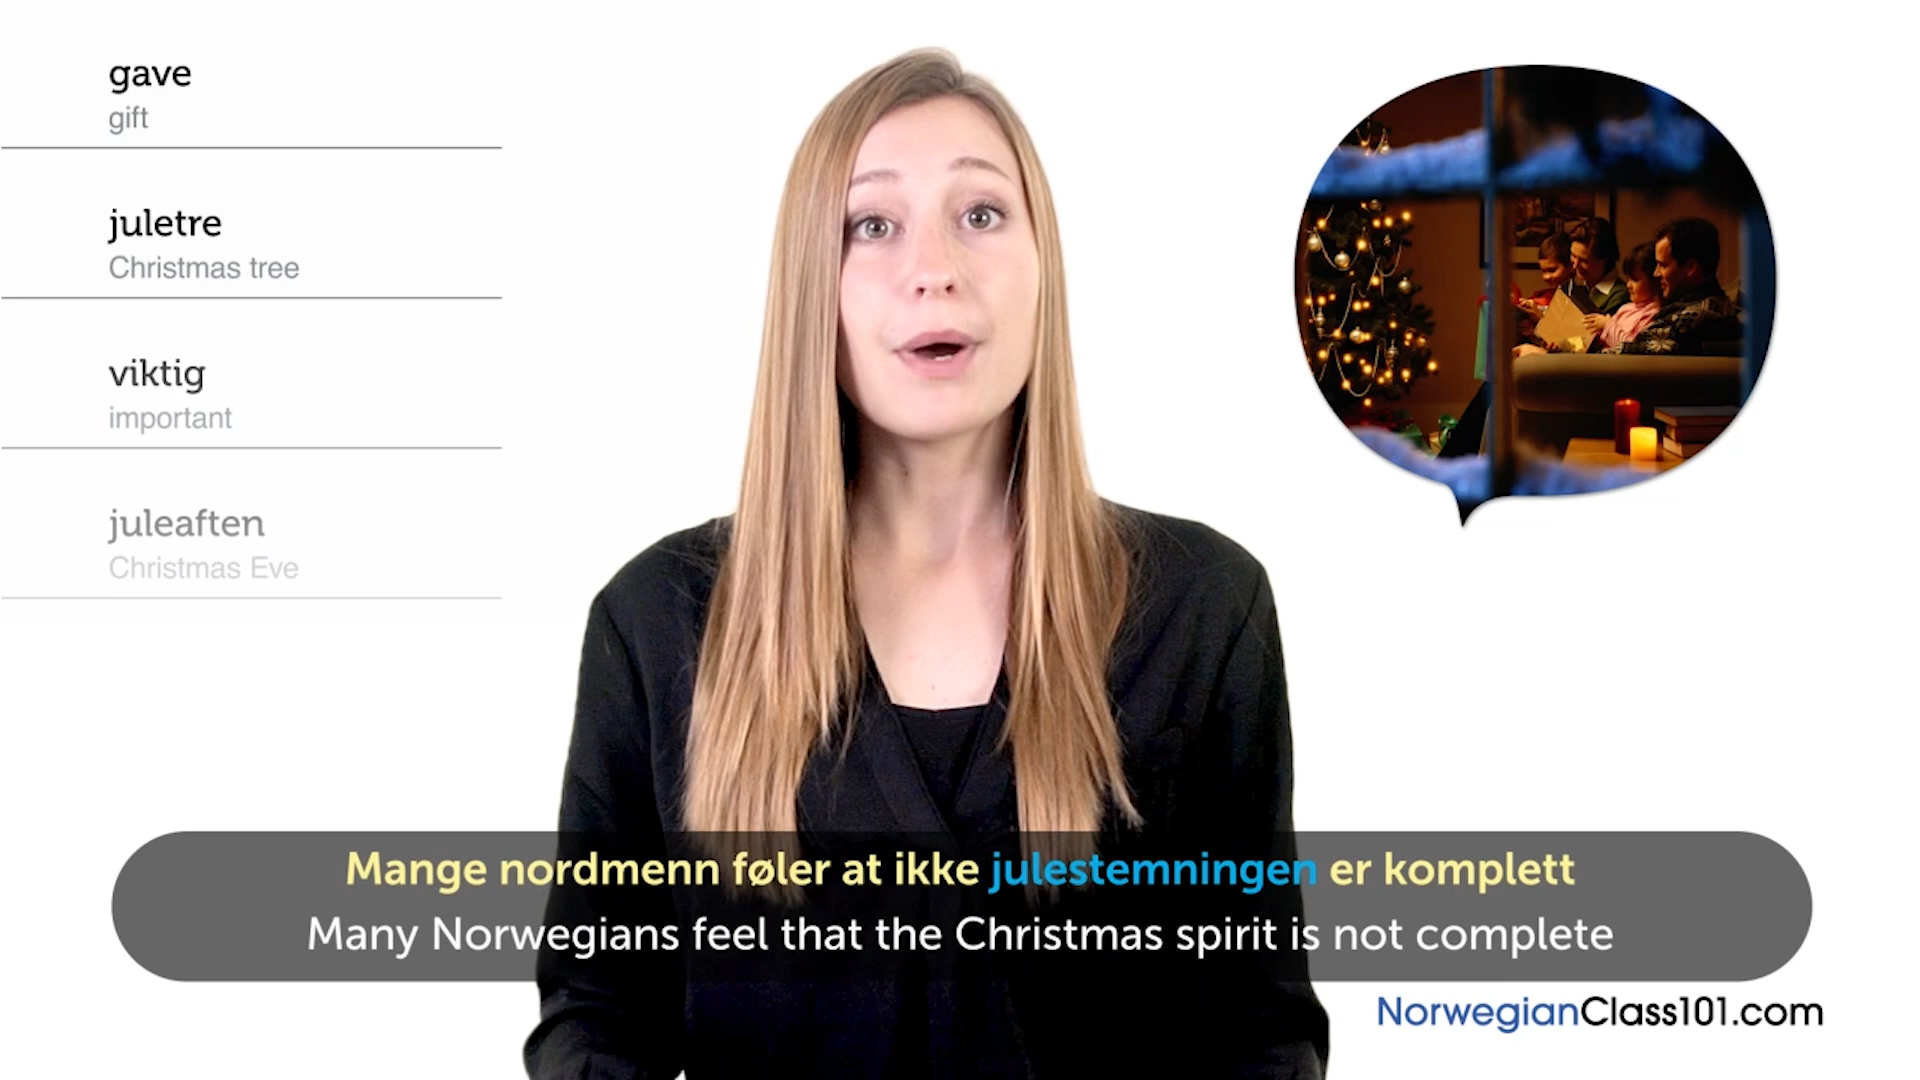 gave
gift
juletre
Christmas tree
viktig
important
juleaften
Christmas Eve
Mange nordmenn føler at ikke julestemningen er komplett
Many Norwegians feel that the Christmas spirit is not complete
NorwegianClass101.com